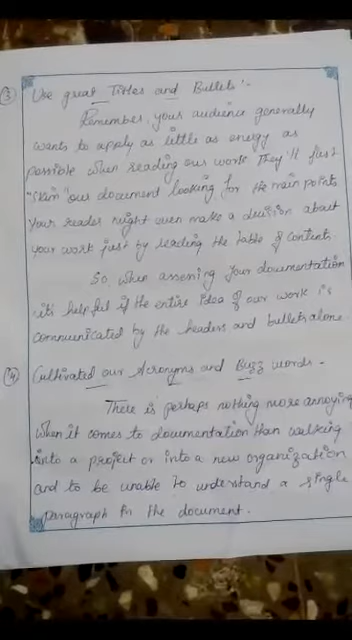 ③ Use great Titles and Bullets :-
Remember, your audience generally
wants to apply as little as energy as
possible when reading our work They'll first
"Skim" our document looking for the main points
Your reader might even make a decision about
your work just by reading the table of contents.
So, when assessing your documentation
it's helpful if the entire idea of our work is
communicated by the headers and bullets alone.
④ Cultivated our Acronyms and Buzz words -
There is perhaps nothing more annoying
when it comes to documentation than walking
into a project or into a new organization
and to be unable to understand a single
paragraph in the document.